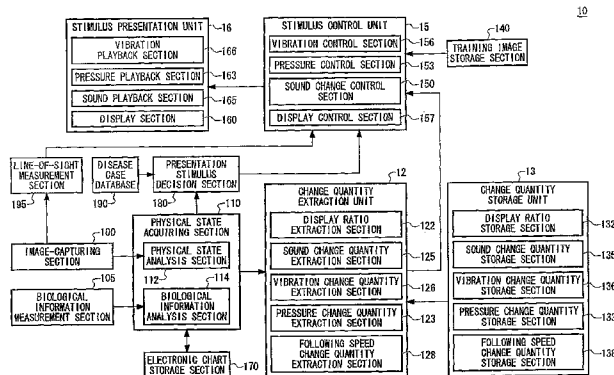 10
STIMULUS PRESENTATION UNIT
16
VIBRATION
PLAYBACK SECTION
166
PRESSURE PLAYBACK SECTION
163
SOUND PLAYBACK SECTION
165
DISPLAY SECTION
160
STIMULUS CONTROL UNIT
15
VIBRATION CONTROL SECTION
156
PRESSURE CONTROL SECTION
153
SOUND CHANGE CONTROL
SECTION
150
DISPLAY CONTROL SECTION
157
140
TRAINING IMAGE
STORAGE SECTION
LINE-OF-SIGHT
MEASUREMENT
SECTION
195
DISEASE
CASE
DATABASE
190
PRESENTATION
STIMULUS
DECISION SECTION
180
110
PHYSICAL STATE
ACQUIRING SECTION
PHYSICAL STATE
ANALYSIS SECTION
112
114
BIOLOGICAL
INFORMATION
ANALYSIS SECTION
100
IMAGE-CAPTURING
SECTION
105
BIOLOGICAL
INFORMATION
MEASUREMENT SECTION
ELECTRONIC CHART
STORAGE SECTION
170
12
CHANGE QUANTITY
EXTRACTION UNIT
DISPLAY RATIO
EXTRACTION SECTION
122
SOUND CHANGE QUANTITY
EXTRACTION SECTION
125
VIBRATION CHANGE QUANTITY
EXTRACTION SECTION
126
PRESSURE CHANGE QUANTITY
EXTRACTION SECTION
123
FOLLOWING SPEED
CHANGE QUANTITY
EXTRACTION SECTION
128
13
CHANGE QUANTITY
STORAGE UNIT
DISPLAY RATIO
STORAGE SECTION
132
SOUND CHANGE QUANTITY
STORAGE SECTION
135
VIBRATION CHANGE QUANTITY
STORAGE SECTION
136
PRESSURE CHANGE QUANTITY
STORAGE SECTION
133
FOLLOWING SPEED
CHANGE QUANTITY
STORAGE SECTION
138